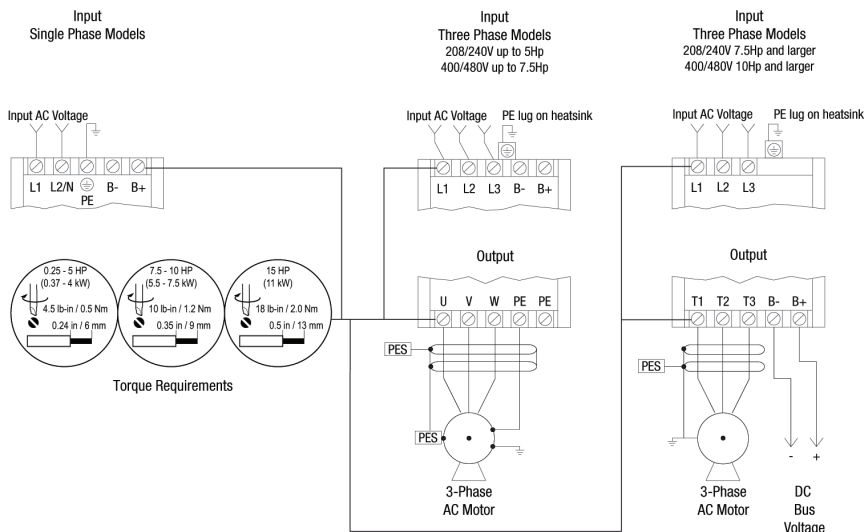 Input
Single Phase Models
Input
Three Phase Models
208/240V up to 5Hp
400/480V up to 7.5Hp
Input
Three Phase Models
208/240V 7.5Hp and larger
400/480V 10Hp and larger
Input AC Voltage
L1 L2/N PE B- B+
Input AC Voltage PE lug on heatsink
L1 L2 L3 B- B+
Input AC Voltage PE lug on heatsink
L1 L2 L3
0.25 - 5 HP
(0.37 - 4 kW)
4.5 lb-in / 0.5 Nm
0.24 in / 6 mm
7.5 - 10 HP
(5.5 - 7.5 kW)
10 lb-in / 1.2 Nm
0.35 in / 9 mm
15 HP
(11 kW)
18 lb-in / 2.0 Nm
0.5 in / 13 mm
Torque Requirements
Output
U V W PE PE
PES
PES
3-Phase
AC Motor
Output
T1 T2 T3 B- B+
PES
- +
3-Phase
AC Motor
DC
Bus
Voltage